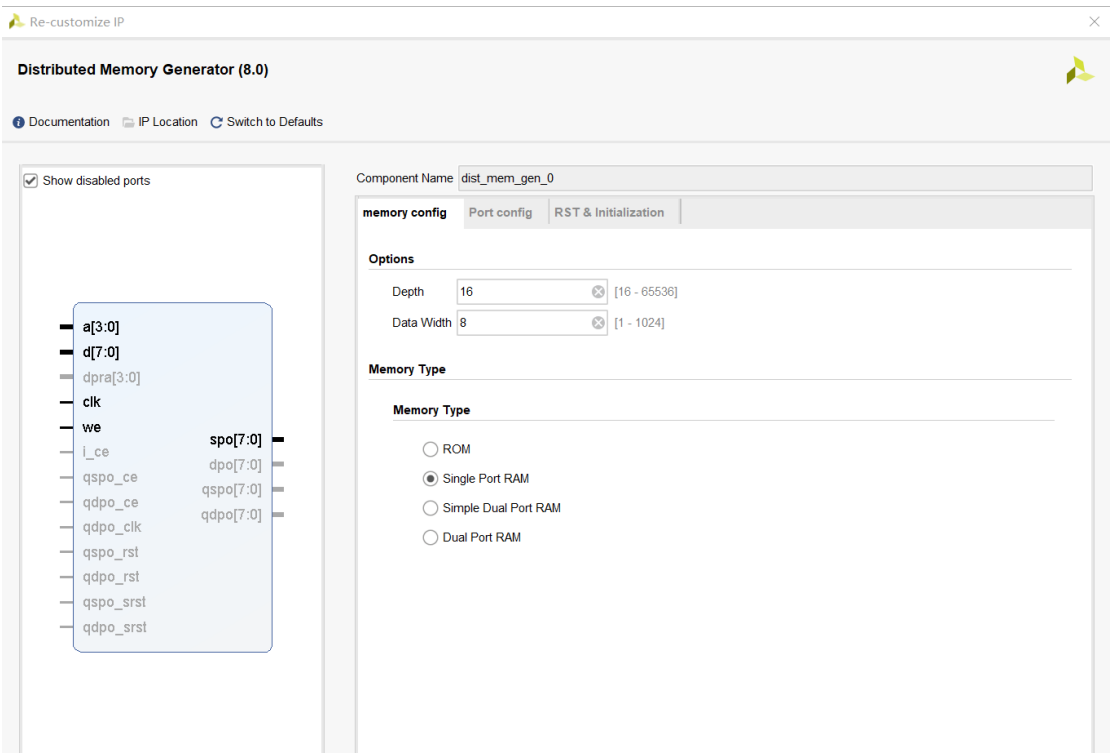 Re-customize IP
Distributed Memory Generator (8.0)
Documentation IP Location Switch to Defaults
Show disabled ports
a[3:0]
d[7:0]
dpra[3:0]
clk
we
i_ce
qspo_ce
qdpo_ce
qdpo_clk
qspo_rst
qdpo_rst
qspo_srst
qdpo_srst
spo[7:0]
dpo[7:0]
qspo[7:0]
qdpo[7:0]
Component Name dist_mem_gen_0
memory config Port config RST & Initialization
Options
Depth 16 [16 - 65536]
Data Width 8 [1 - 1024]
Memory Type
Memory Type
ROM
Single Port RAM
Simple Dual Port RAM
Dual Port RAM